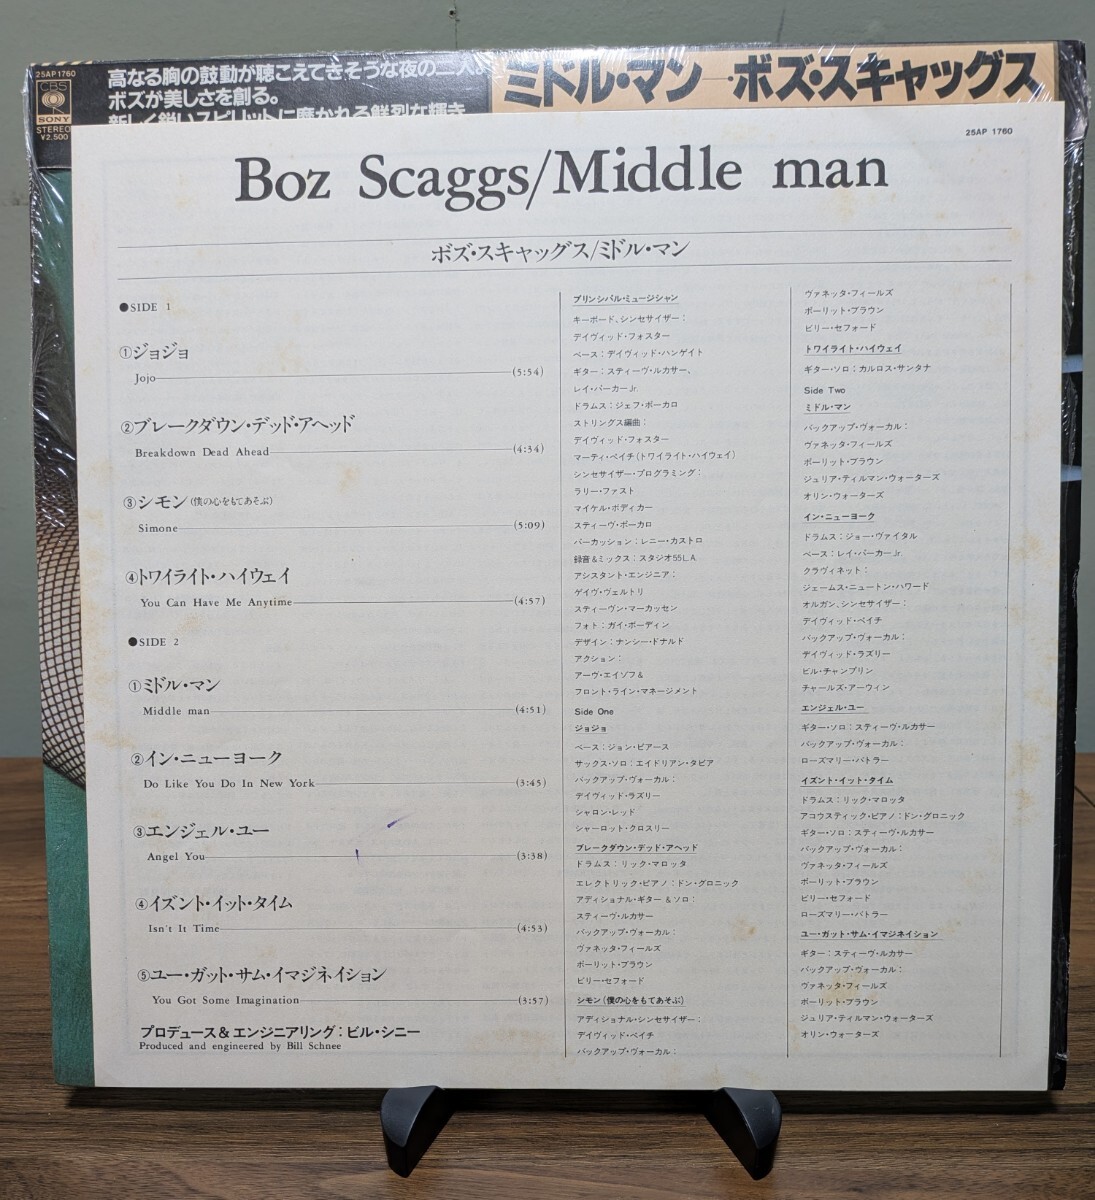 25AP 1760
CBS
SONY
STEREO
¥2,500
高なる胸の鼓動が聴こえてきそうな夜の二人。
ボズが美しさを創る。
新しく鋭いスピリットに磨かれる鮮烈な輝き
ミドル・マン─ボズ・スキャッグス
25AP 1760
Boz Scaggs/Middle man
ボズ・スキャッグス/ミドル・マン
●SIDE 1
①ジョジョ
Jojo (5:54)
②ブレークダウン・デッド・アヘッド
Breakdown Dead Ahead (4:34)
③シモン(僕の心をもてあそぶ)
Simone (5:09)
④トワイライト・ハイウェイ
You Can Have Me Anytime (4:57)
●SIDE 2
①ミドル・マン
Middle man (4:51)
②イン・ニューヨーク
Do Like You Do In New York (3:45)
③エンジェル・ユー
Angel You (3:38)
④イズント・イット・タイム
Isn't It Time (4:53)
⑤ユー・ガット・サム・イマジネイション
You Got Some Imagination (3:57)
プロデュース&エンジニアリング:ビル・シニー
Produced and engineered by Bill Schnee
プリンシパル・ミュージシャン
キーボード、シンセサイザー:
デイヴィッド・フォスター
ベース:デイヴィッド・ハンゲイト
ギター:スティーヴ・ルカサー、
レイ・パーカーJr.
ドラムス:ジェフ・ポーカロ
ストリングス編曲:
デイヴィッド・フォスター
マーティ・ペイチ(トワイライト・ハイウェイ)
シンセサイザー・プログラミング:
ラリー・ファスト
マイケル・ボディカー
スティーヴ・ポーカロ
パーカッション:レニー・カストロ
録音&ミックス:スタジオ55L.A.
アシスタント・エンジニア:
ゲイヴ・ヴェルトリ
スティーヴン・マーカッセン
フォト:ガイ・ボーディン
デザイン:ナンシー・ドナルド
アクション:
アーヴ・エイゾフ&
フロント・ライン・マネージメント
Side One
ジョジョ
ベース:ジョン・ピアース
サックス・ソロ:エイドリアン・タピア
バックアップ・ヴォーカル:
デイヴィッド・ラズリー
シャロン・レッド
シャーロット・クロスリー
ブレークダウン・デッド・アヘッド
ドラムス:リック・マロッタ
エレクトリック・ピアノ:ドン・グロニック
アディショナル・ギター&ソロ:
スティーヴ・ルカサー
バックアップ・ヴォーカル:
ヴァネッタ・フィールズ
ポーリット・ブラウン
ビリー・セフォード
シモン(僕の心をもてあそぶ)
アディショナル・シンセサイザー:
デイヴィッド・ペイチ
バックアップ・ヴォーカル:
ヴァネッタ・フィールズ
ポーリット・ブラウン
ビリー・セフォード
トワイライト・ハイウェイ
ギター・ソロ:カルロス・サンタナ
Side Two
ミドル・マン
バックアップ・ヴォーカル:
ヴァネッタ・フィールズ
ポーリット・ブラウン
ジュリア・ティルマン・ウォーターズ
オリン・ウォーターズ
イン・ニューヨーク
ドラムス:ジョー・ヴァイタル
ベース:レイ・パーカーJr.
クラヴィネット:
ジェームス・ニュートン・ハワード
オルガン、シンセサイザー:
デイヴィッド・ペイチ
バックアップ・ヴォーカル:
デイヴィッド・ラズリー
ビル・チャンプリン
チャールズ・アーウィン
エンジェル・ユー
ギター・ソロ:スティーヴ・ルカサー
バックアップ・ヴォーカル:
ローズマリー・バトラー
イズント・イット・タイム
ドラムス:リック・マロッタ
アコウスティック・ピアノ:ドン・グロニック
ギター・ソロ:スティーヴ・ルカサー
バックアップ・ヴォーカル:
ヴァネッタ・フィールズ
ポーリット・ブラウン
ビリー・セフォード
ローズマリー・バトラー
ユー・ガット・サム・イマジネイション
ギター:スティーヴ・ルカサー
バックアップ・ヴォーカル:
ヴァネッタ・フィールズ
ポーリット・ブラウン
ジュリア・ティルマン・ウォーターズ
オリン・ウォーターズ